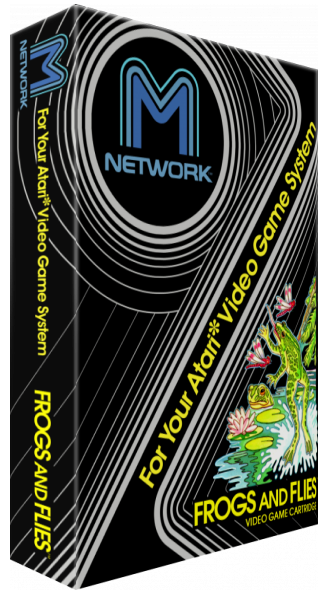 M
NETWORK
For Your Atari* Video Game System
FROGS AND FLIES
M
NETWORK
For Your Atari* Video Game System
FROGS AND FLIES
VIDEO GAME CARTRIDGE